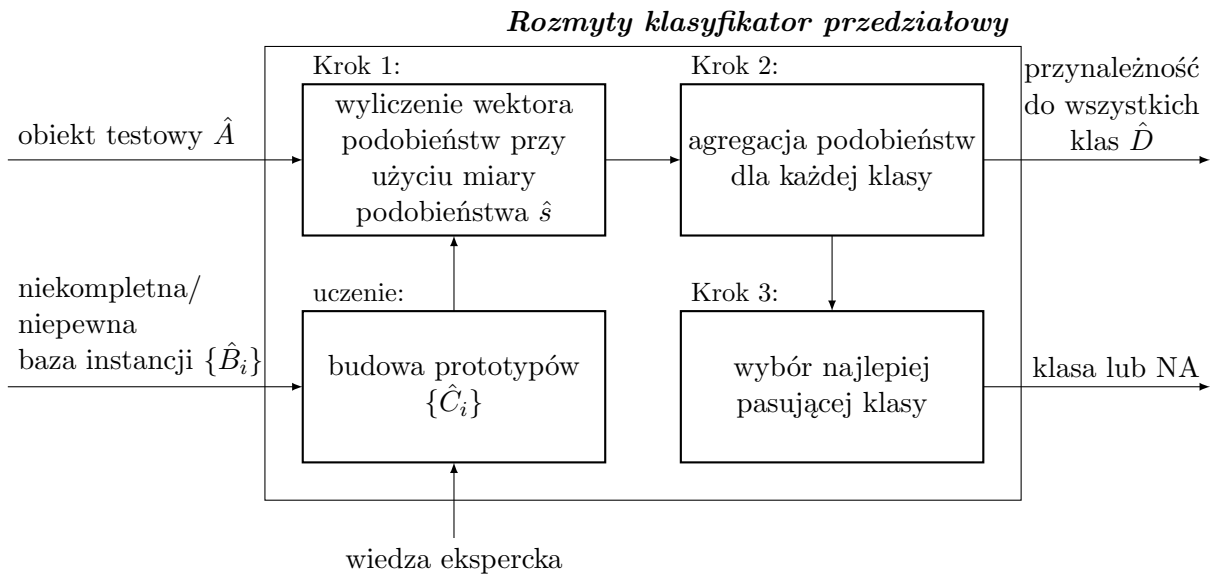 Rozmyty klasyfikator przedziałowy
Krok 1:
wyliczenie wektora
podobieństw przy
użyciu miary
podobieństwa ŝ
Krok 2:
agregacja podobieństw
dla każdej klasy
przynależność
do wszystkich
klas D̂
obiekt testowy Â
niekompletna/
niepewna
baza instancji {B̂ᵢ}
uczenie:
budowa prototypów
{Ĉᵢ}
Krok 3:
wybór najlepiej
pasującej klasy
klasa lub NA
wiedza ekspercka